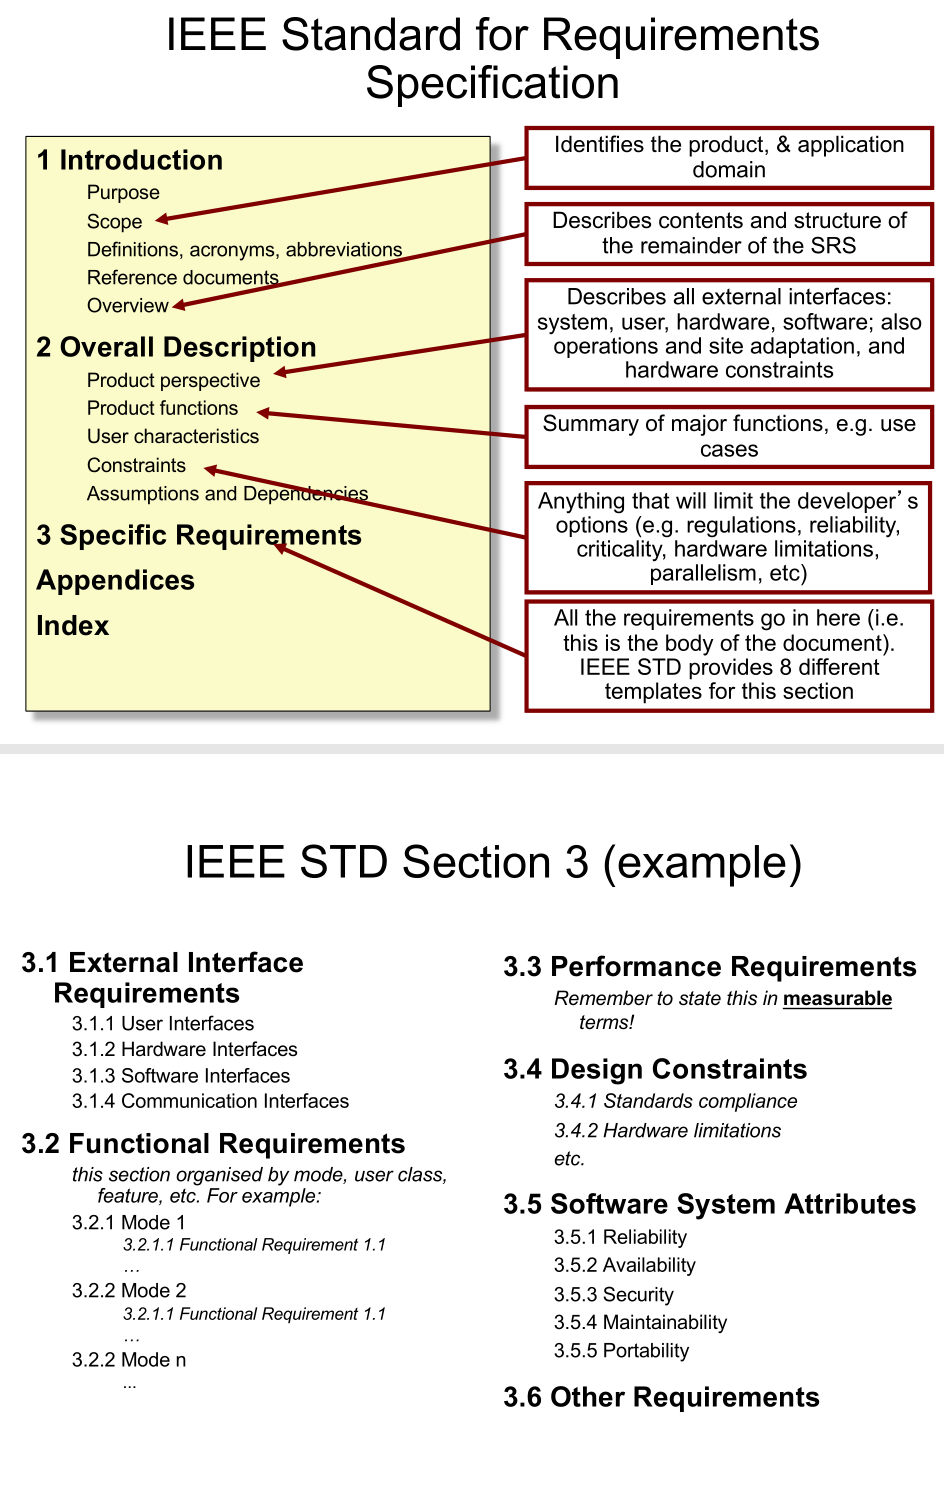 IEEE Standard for Requirements
Specification
1 Introduction
Purpose
Scope
Definitions, acronyms, abbreviations
Reference documents
Overview
2 Overall Description
Product perspective
Product functions
User characteristics
Constraints
Assumptions and Dependencies
3 Specific Requirements
Appendices
Index
Identifies the product, & application
domain
Describes contents and structure of
the remainder of the SRS
Describes all external interfaces:
system, user, hardware, software; also
operations and site adaptation, and
hardware constraints
Summary of major functions, e.g. use
cases
Anything that will limit the developer’s
options (e.g. regulations, reliability,
criticality, hardware limitations,
parallelism, etc)
All the requirements go in here (i.e.
this is the body of the document).
IEEE STD provides 8 different
templates for this section
IEEE STD Section 3 (example)
3.1 External Interface
Requirements
3.1.1 User Interfaces
3.1.2 Hardware Interfaces
3.1.3 Software Interfaces
3.1.4 Communication Interfaces
3.2 Functional Requirements
this section organised by mode, user class,
feature, etc. For example:
3.2.1 Mode 1
3.2.1.1 Functional Requirement 1.1
…
3.2.2 Mode 2
3.2.1.1 Functional Requirement 1.1
…
3.2.2 Mode n
...
3.3 Performance Requirements
Remember to state this in measurable
terms!
3.4 Design Constraints
3.4.1 Standards compliance
3.4.2 Hardware limitations
etc.
3.5 Software System Attributes
3.5.1 Reliability
3.5.2 Availability
3.5.3 Security
3.5.4 Maintainability
3.5.5 Portability
3.6 Other Requirements